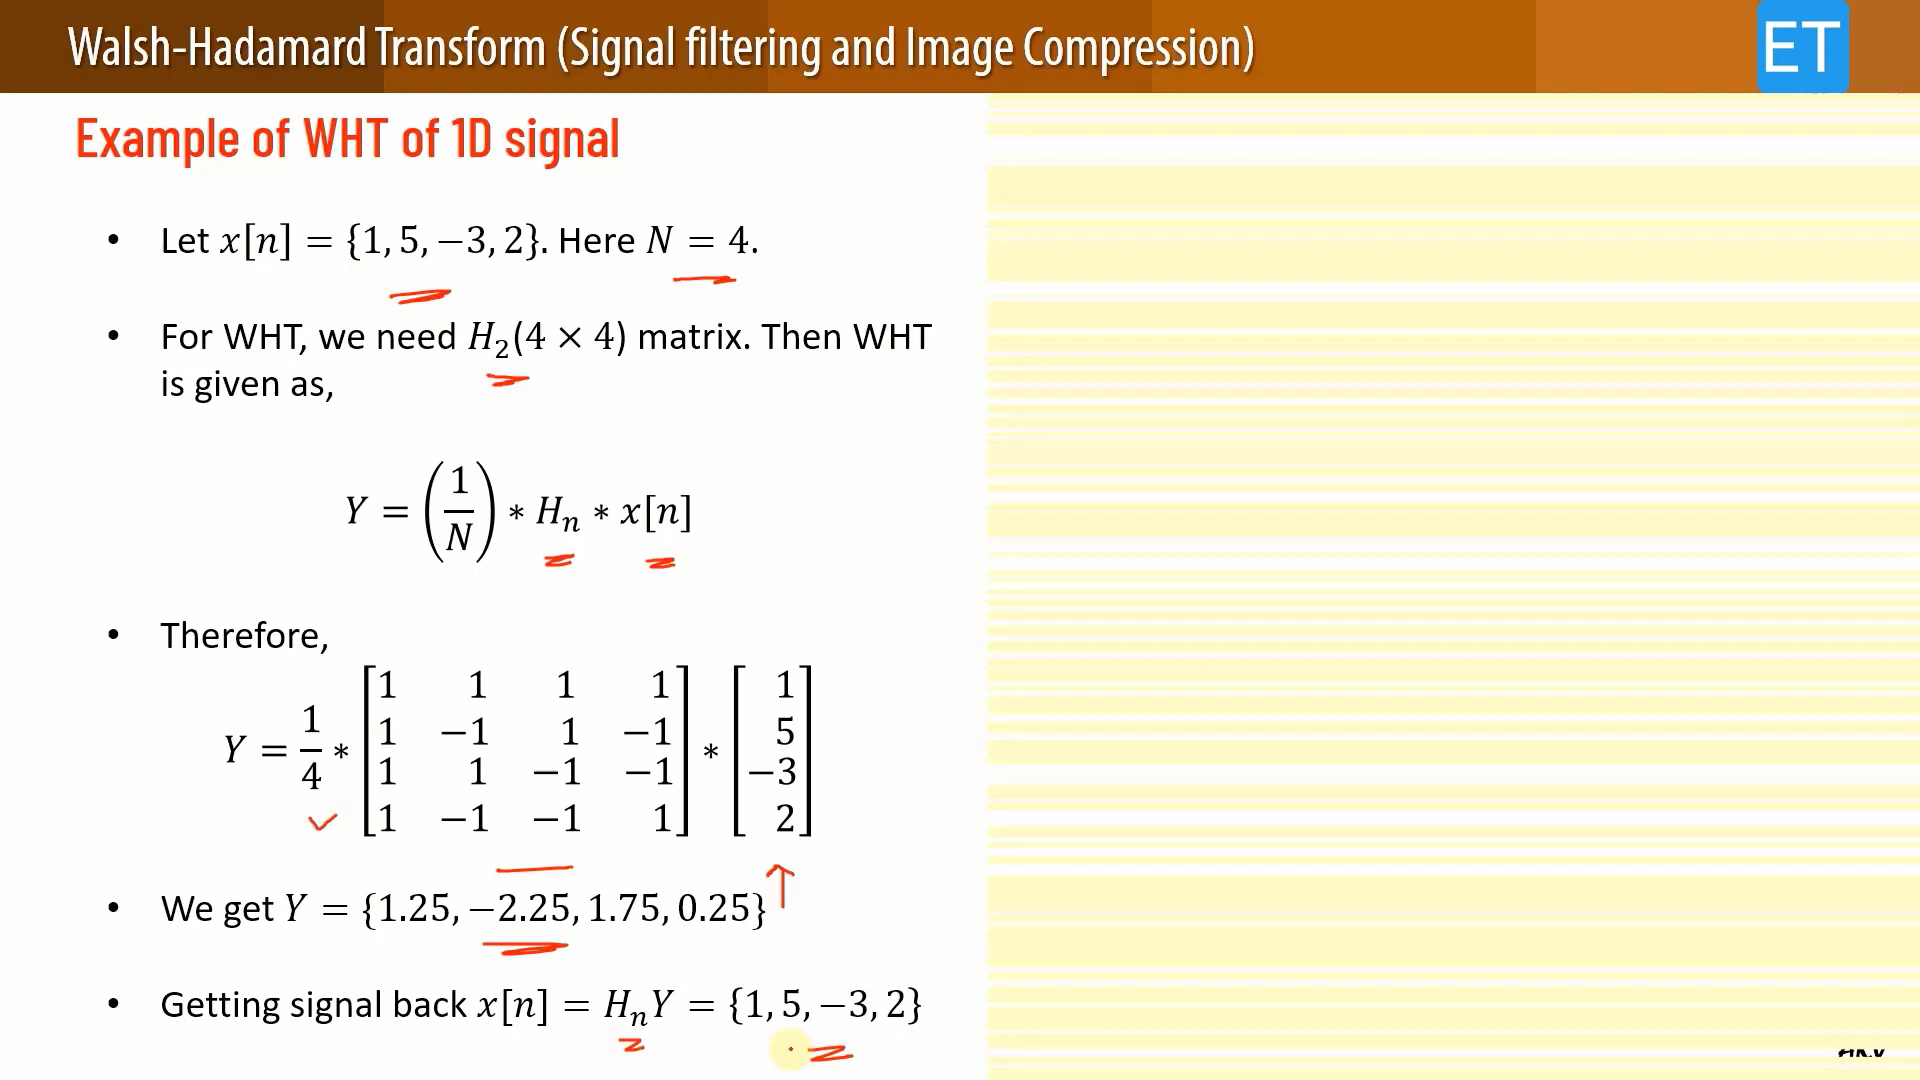 Walsh-Hadamard Transform (Signal filtering and Image Compression)
ET
Example of WHT of 1D signal
• Let x[n] = {1, 5, −3, 2}. Here N = 4.
• For WHT, we need H₂(4 × 4) matrix. Then WHT
is given as,
Y = (1/N) ∗ Hₙ ∗ x[n]
• Therefore,
Y = 1/4 ∗ [1 1 1 1; 1 −1 1 −1; 1 1 −1 −1; 1 −1 −1 1] ∗ [1; 5; −3; 2]
• We get Y = {1.25, −2.25, 1.75, 0.25}
• Getting signal back x[n] = HₙY = {1, 5, −3, 2}